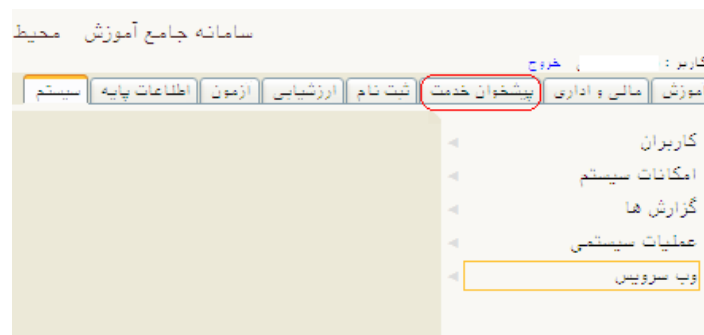 سامانه جامع آموزش محیط
کاربر : خروج
آموزش مالی و اداری پیشخوان خدمت ثبت نام ارزشیابی ازمون اطلاعات پایه سیستم
کاربران
امکانات سیستم
گزارش ها
عملیات سیستمی
وب سرویس